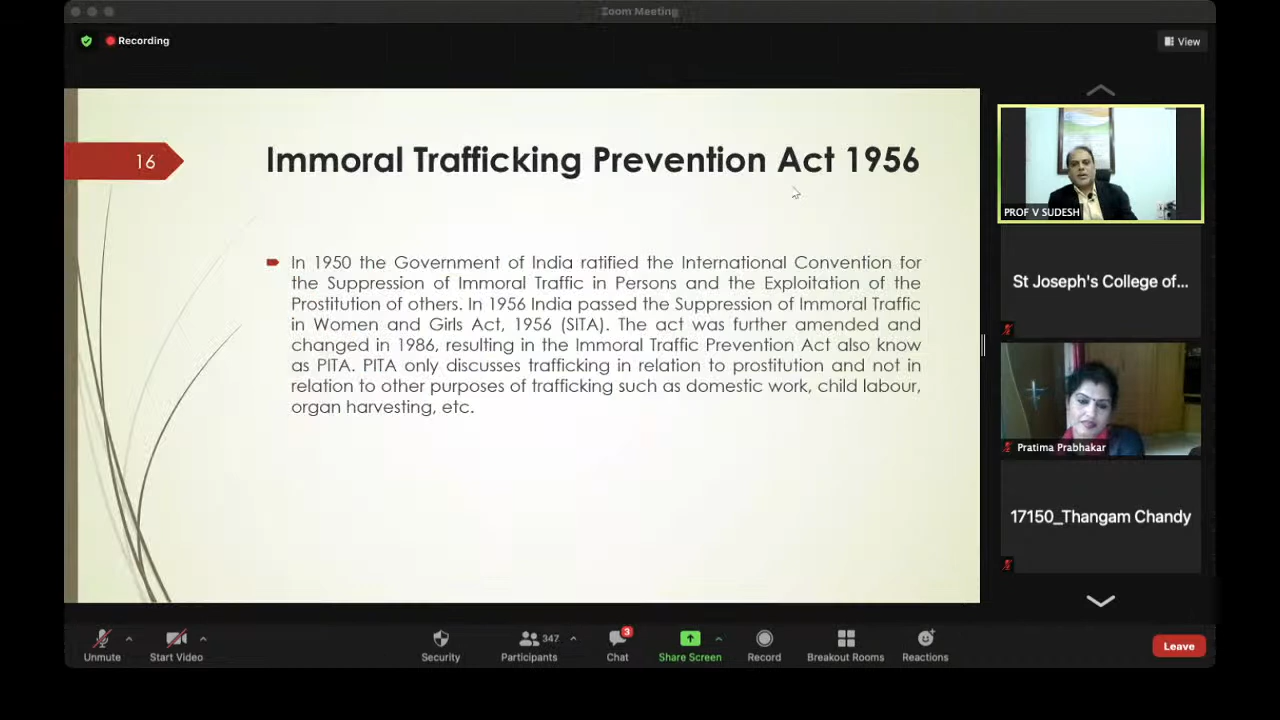 Zoom Meeting
Recording
View
16
Immoral Trafficking Prevention Act 1956
In 1950 the Government of India ratified the International Convention for
the Suppression of Immoral Traffic in Persons and the Exploitation of the
Prostitution of others. In 1956 India passed the Suppression of Immoral Traffic
in Women and Girls Act, 1956 (SITA). The act was further amended and
changed in 1986, resulting in the Immoral Traffic Prevention Act also know
as PITA. PITA only discusses trafficking in relation to prostitution and not in
relation to other purposes of trafficking such as domestic work, child labour,
organ harvesting, etc.
PROF V SUDESH
St Joseph's College of...
Pratima Prabhakar
17150_Thangam Chandy
Unmute
Start Video
Security
347
Participants
3
Chat
Share Screen
Record
Breakout Rooms
Reactions
Leave